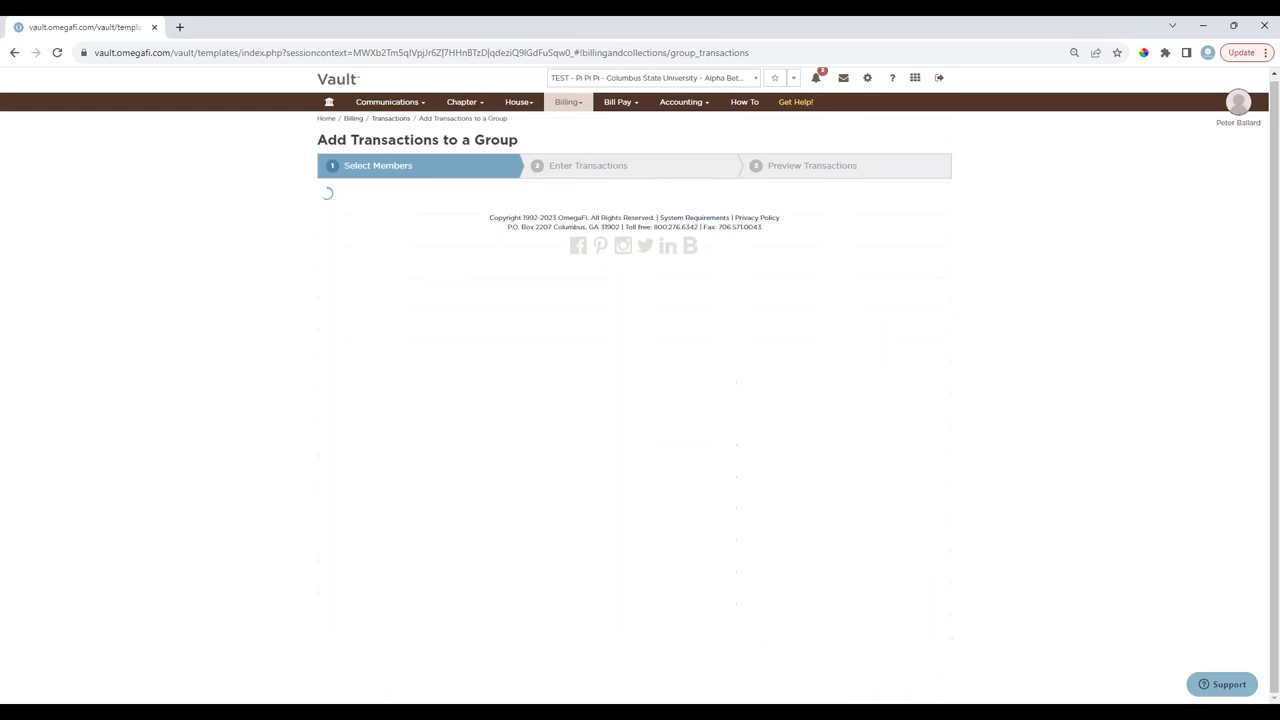 vault.omegafi.com/vault/templa
vault.omegafi.com/vault/templates/index.php?sessioncontext=
#!billingandcollections/group_transactions
Update
Vault
TEST - Pi Pi Pi - Columbus State University - Alpha Bet...
3
Communications
Chapter
House
Billing
Bill Pay
Accounting
How To
Get Help!
Peter Ballard
Home / Billing / Transactions / Add Transactions to a Group
Add Transactions to a Group
1 Select Members
2 Enter Transactions
3 Preview Transactions
Copyright 1992-2023 OmegaFi. All Rights Reserved. | System Requirements | Privacy Policy
P.O. Box 2207 Columbus, GA 31902 | Toll free: 800.276.6342 | Fax: 706.571.0043
Support